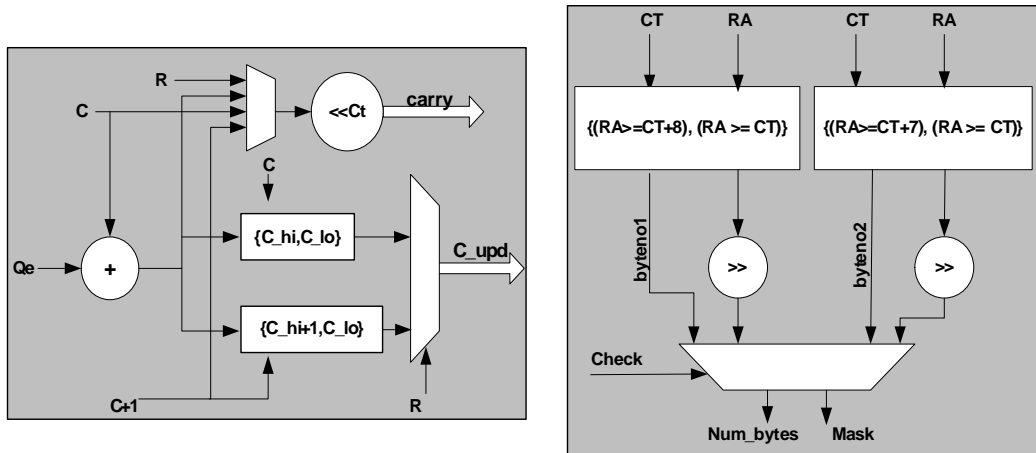 R
C
<<Ct
carry
C
{C_hi,C_lo}
C_upd
Qe
+
{C_hi+1,C_lo}
C+1
R
CT
RA
CT
RA
{(RA>=CT+8), (RA >= CT)}
{(RA>=CT+7), (RA >= CT)}
byteno1
>>
byteno2
>>
Check
Num_bytes
Mask